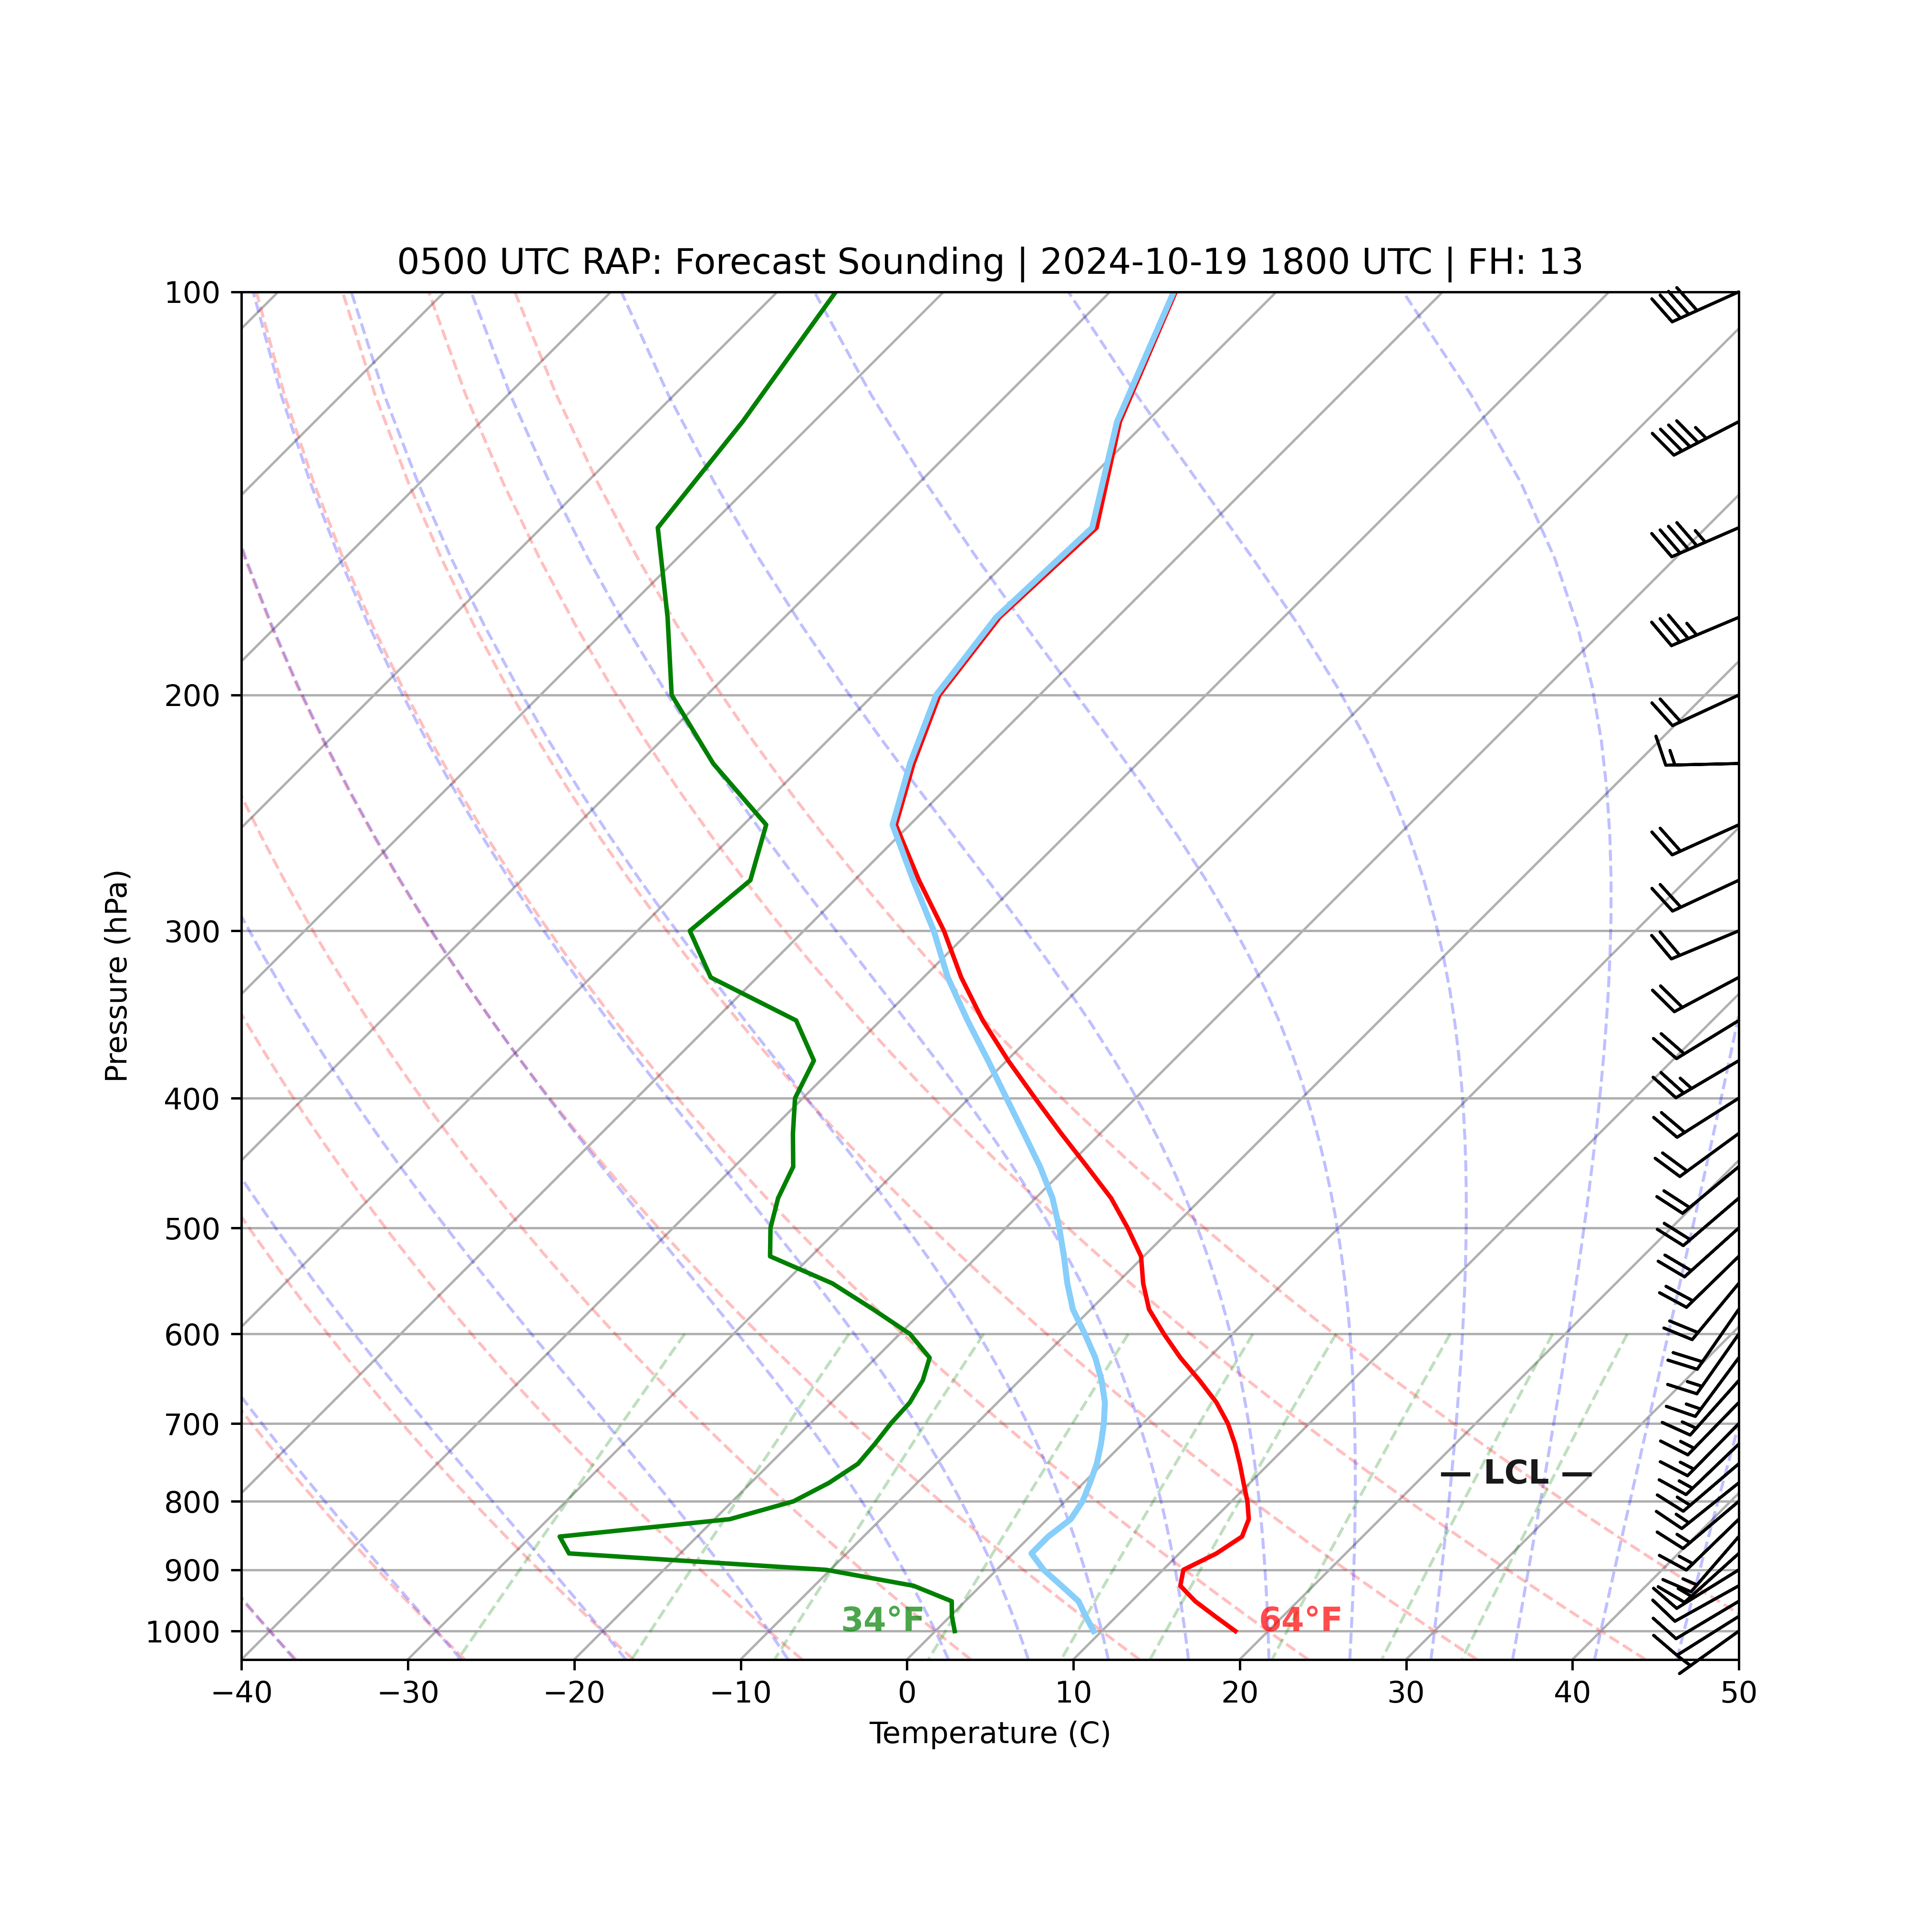 0500 UTC RAP: Forecast Sounding | 2024-10-19 1800 UTC | FH: 13
100
200
300
400
500
600
700
800
900
1000
Pressure (hPa)
— LCL —
34°F
64°F
−40 −30 −20 −10 0 10 20 30 40 50
Temperature (C)